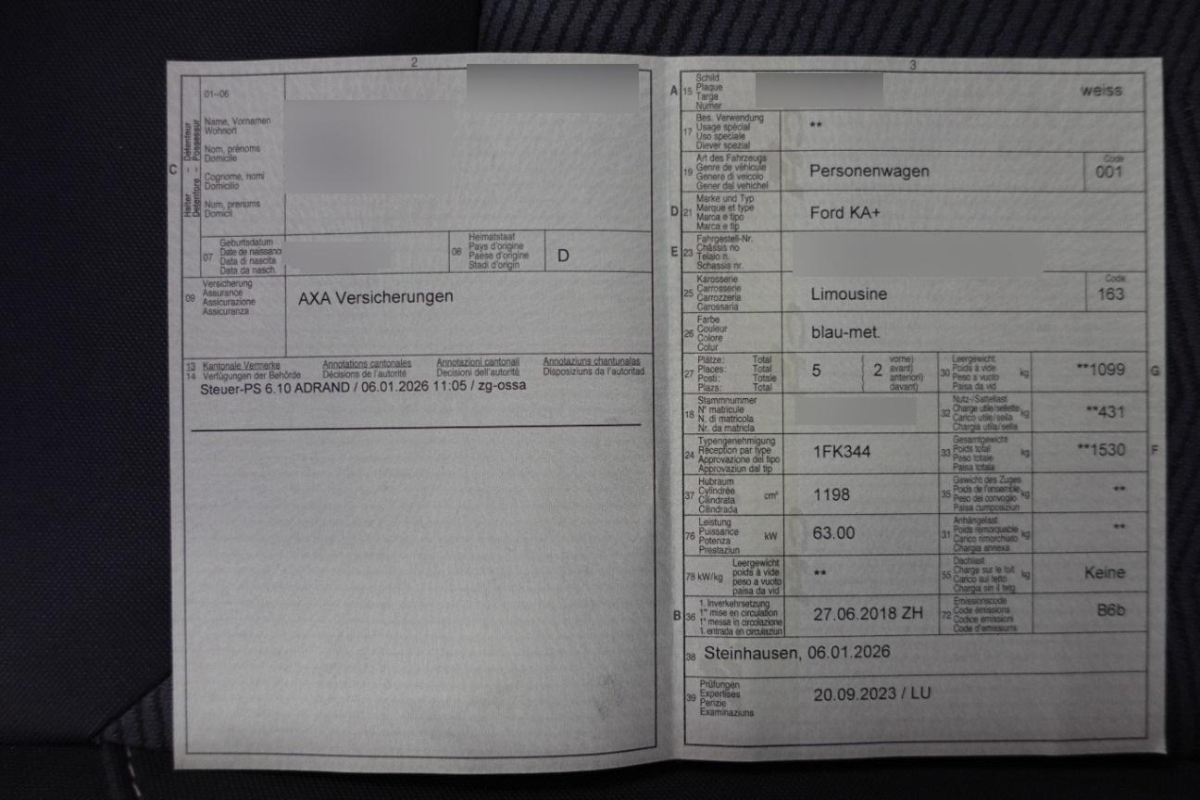 2
01--06
C
Halter - Détenteur
Detentore - Possessur
Name, Vornamen
Wohnort
Nom, prénoms
Domicile
Cognome, nomi
Domicilio
Num, prenums
Domicil
07
Geburtsdatum
Date de naissance
Data di nascita
Data da nasch.
08
Heimatstaat
Pays d'origine
Paese d'origine
Stadi d'origin
D
09
Versicherung
Assurance
Assicurazione
Assicuranza
AXA Versicherungen
13 Kantonale Vermerke Annotations cantonales Annotazioni cantonali Annotaziuns chantunalas
14 Verfügungen der Behörde Décisions de l'autorité Decisioni dell'autorità Disposiziuns da l'autoritad
Steuer-PS 6.10 ADRAND / 06.01.2026 11:05 / zg-ossa
3
A 15
Schild
Plaque
Targa
Numer
weiss
17
Bes. Verwendung
Usage spécial
Uso speciale
Diever spezial
**
19
Art des Fahrzeugs
Genre de véhicule
Genere di veicolo
Gener dal vehichel
Personenwagen
Code
001
D 21
Marke und Typ
Marque et type
Marca e tipo
Marca e tip
Ford KA+
E 23
Fahrgestell-Nr.
Châssis no
Telaio n.
Schassis nr.
25
Karosserie
Carrosserie
Carrozzeria
Carossaria
Limousine
Code
163
26
Farbe
Couleur
Colore
Colur
blau-met.
27
Plätze: Total
Places: Total
Posti: Totale
Plazs: Total
5
2
vorne)
avant)
anteriori)
davant)
30
Leergewicht
Poids à vide
Peso a vuoto
Paisa da vid
kg
**1099
G
18
Stammnummer
N° matricule
N. di matricola
Nr. da matricla
32
Nutz-/Sattellast
Charge utile/sellette
Carico utile/sella
Chargia utila/sella
kg
**431
24
Typengenehmigung
Réception par type
Approvazione del tipo
Approvaziun dal tip
1FK344
33
Gesamtgewicht
Poids total
Peso totale
Paisa totala
kg
**1530
F
37
Hubraum
Cylindrée
Cilindrata
Cilindrada
cm³
1198
35
Gewicht des Zuges
Poids de l'ensemble
Peso del convoglio
Paisa cumposiziun
kg
**
76
Leistung
Puissance
Potenza
Prestaziun
kW
63.00
31
Anhängelast
Poids remorquable
Carico rimorchiato
Chargia annexa
kg
**
78 kW/kg
Leergewicht
poids à vide
peso a vuoto
paisa da vid
**
55
Dachlast
Charge sur le toit
Carico sul tetto
Chargia sin il tetg
kg
Keine
B 36
1. Inverkehrsetzung
1re mise en circulation
1a messa in circolazione
1. entrada en circulaziun
27.06.2018 ZH
72
Emissionscode
Code émissions
Codice emissioni
Code d'emissiuns
B6b
38
Steinhausen, 06.01.2026
39
Prüfungen
Expertises
Perizie
Examinaziuns
20.09.2023 / LU